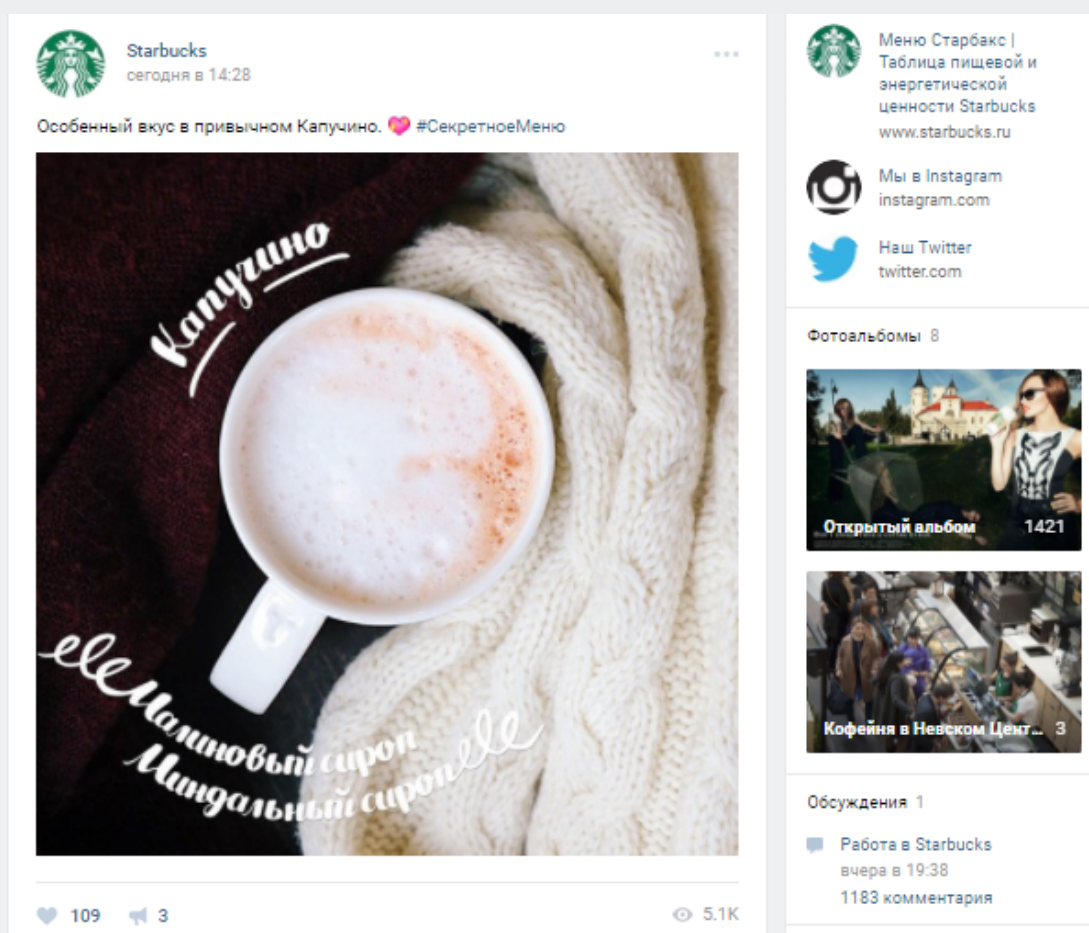 Starbucks
сегодня в 14:28
Особенный вкус в привычном Капучино. 💖 #СекретноеМеню
Капучино
Малиновый сироп
Миндальный сироп
109
3
5.1K
Меню Старбакс |
Таблица пищевой и
энергетической
ценности Starbucks
www.starbucks.ru
Мы в Instagram
instagram.com
Наш Twitter
twitter.com
Фотоальбомы 8
Открытый альбом 1421
Кофейня в Невском Цент... 3
Обсуждения 1
Работа в Starbucks
вчера в 19:38
1183 комментария